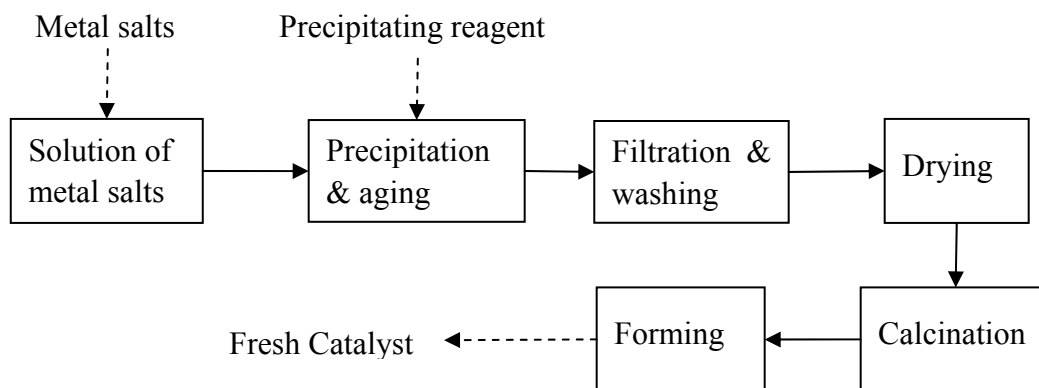 Metal salts
Precipitating reagent
Solution of
metal salts
Precipitation
& aging
Filtration &
washing
Drying
Calcination
Forming
Fresh Catalyst